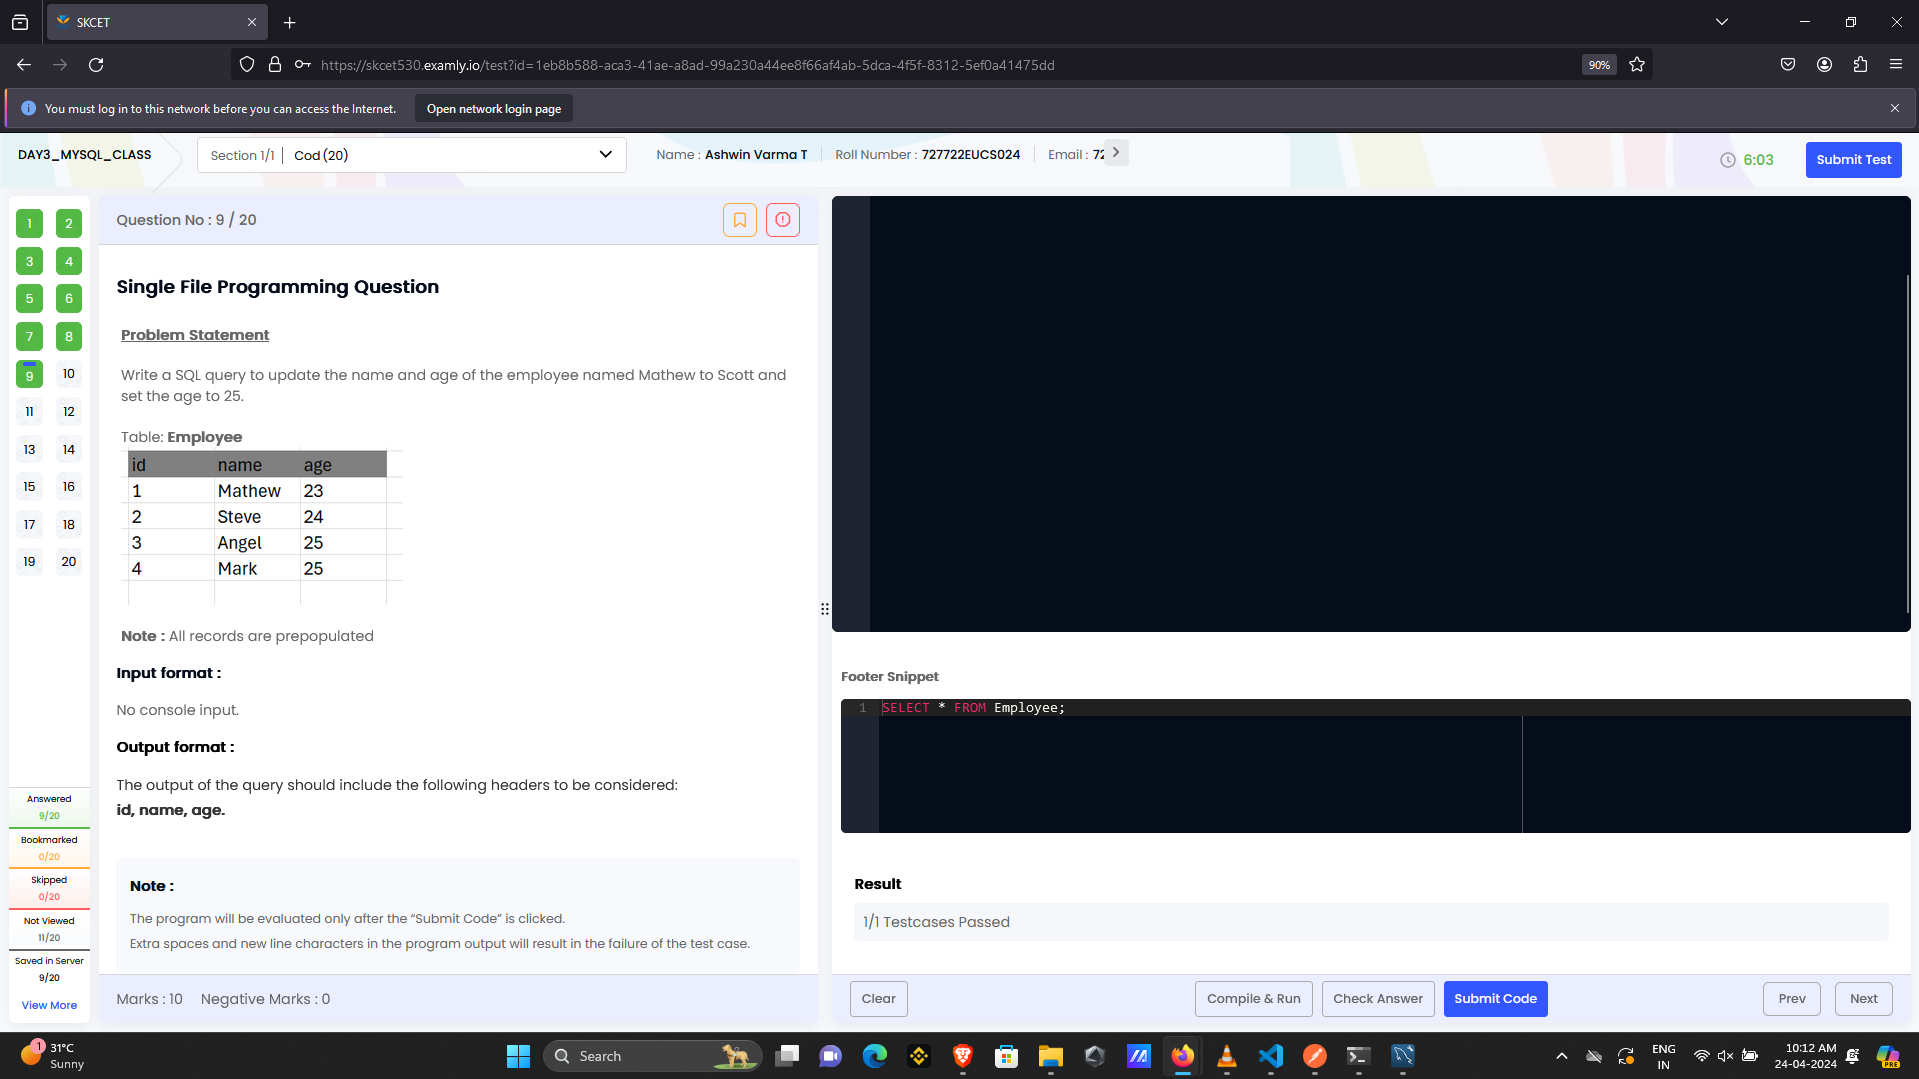 SKCET
https://skcet530.examly.io/test?id=1eb8b588-aca3-41ae-a8ad-99a230a44ee8f66af4ab-5dca-4f5f-8312-5ef0a41475dd
90%
You must log in to this network before you can access the Internet.
Open network login page
DAY3_MYSQL_CLASS
Section 1/1
Cod (20)
Name : Ashwin Varma T
Roll Number : 727722EUCS024
Email : 72
6:03
Submit Test
1 2
3 4
5 6
7 8
9 10
11 12
13 14
15 16
17 18
19 20
Answered
9/20
Bookmarked
0/20
Skipped
0/20
Not Viewed
11/20
Saved in Server
9/20
View More
Question No : 9 / 20
Single File Programming Question
Problem Statement
Write a SQL query to update the name and age of the employee named Mathew to Scott and
set the age to 25.
Table: Employee
id name age
1 Mathew 23
2 Steve 24
3 Angel 25
4 Mark 25
Note : All records are prepopulated
Input format :
No console input.
Output format :
The output of the query should include the following headers to be considered:
id, name, age.
Note :
The program will be evaluated only after the “Submit Code” is clicked.
Extra spaces and new line characters in the program output will result in the failure of the test case.
Marks : 10 Negative Marks : 0
Footer Snippet
1 SELECT * FROM Employee;
Result
1/1 Testcases Passed
Clear
Compile & Run
Check Answer
Submit Code
Prev
Next
1
31°C
Sunny
Search
ENG
IN
10:12 AM
24-04-2024
PRE